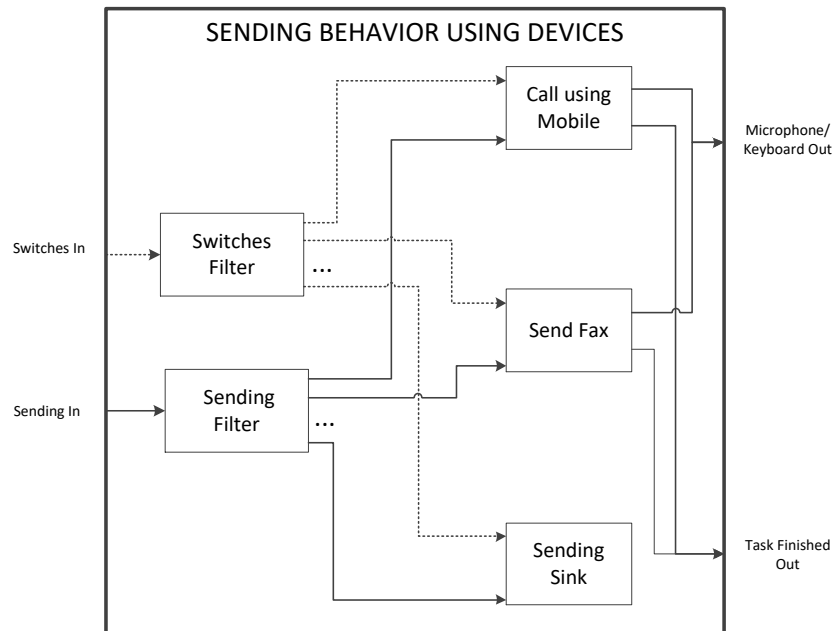 SENDING BEHAVIOR USING DEVICES
Call using
Mobile
Microphone/
Keyboard Out
Switches In
Switches
Filter
...
Send Fax
Sending In
Sending
Filter
...
Sending
Sink
Task Finished
Out